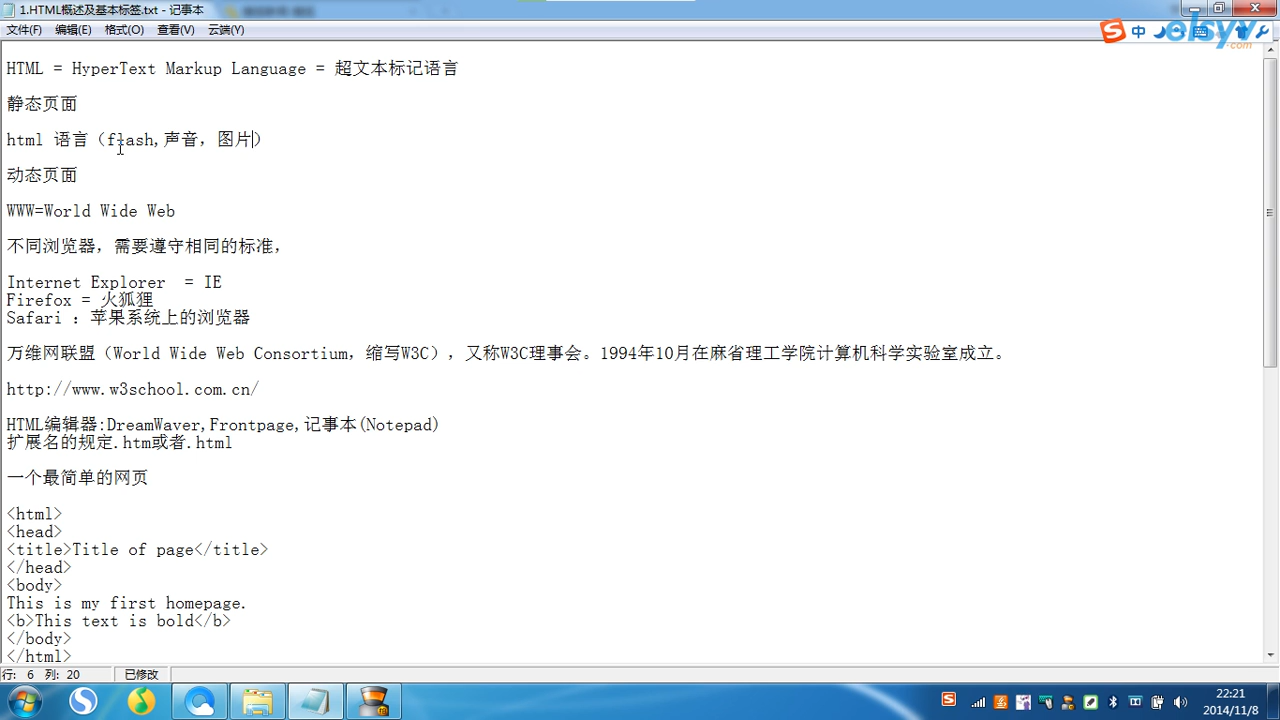 1.HTML概述及基本标签.txt - 记事本
文件(F) 编辑(E) 格式(O) 查看(V) 云端(Y)
中
elsyy
.com
HTML = HyperText Markup Language = 超文本标记语言
静态页面
html 语言（flash,声音，图片）
动态页面
WWW=World Wide Web
不同浏览器，需要遵守相同的标准，
Internet Explorer  = IE
Firefox = 火狐狸
Safari ：苹果系统上的浏览器
万维网联盟（World Wide Web Consortium，缩写W3C），又称W3C理事会。1994年10月在麻省理工学院计算机科学实验室成立。
http://www.w3school.com.cn/
HTML编辑器:DreamWaver,Frontpage,记事本(Notepad)
扩展名的规定.htm或者.html
一个最简单的网页
<html>
<head>
<title>Title of page</title>
</head>
<body>
This is my first homepage.
<b>This text is bold</b>
</body>
</html>
行: 6 列: 20 已修改
22:21
2014/11/8